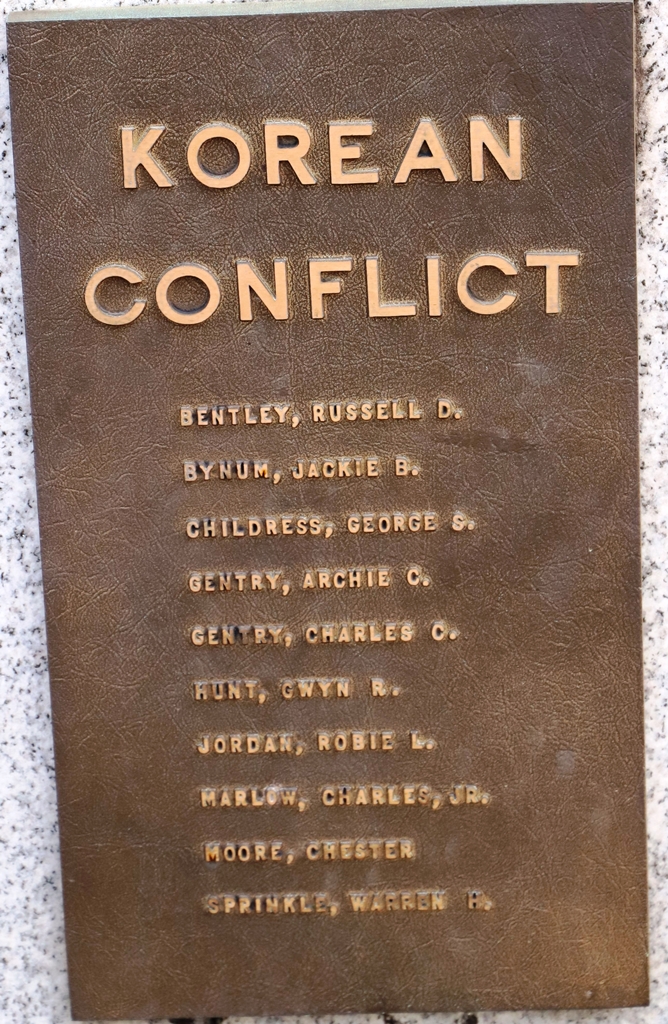 KOREAN
CONFLICT
BENTLEY, RUSSELL D.
BYNUM, JACKIE B.
CHILDRESS, GEORGE S.
GENTRY, ARCHIE C.
GENTRY, CHARLES C.
HUNT, GWYN R.
JORDAN, ROBIE L.
MARLOW, CHARLES, JR.
MOORE, CHESTER
SPRINKLE, WARREN H.